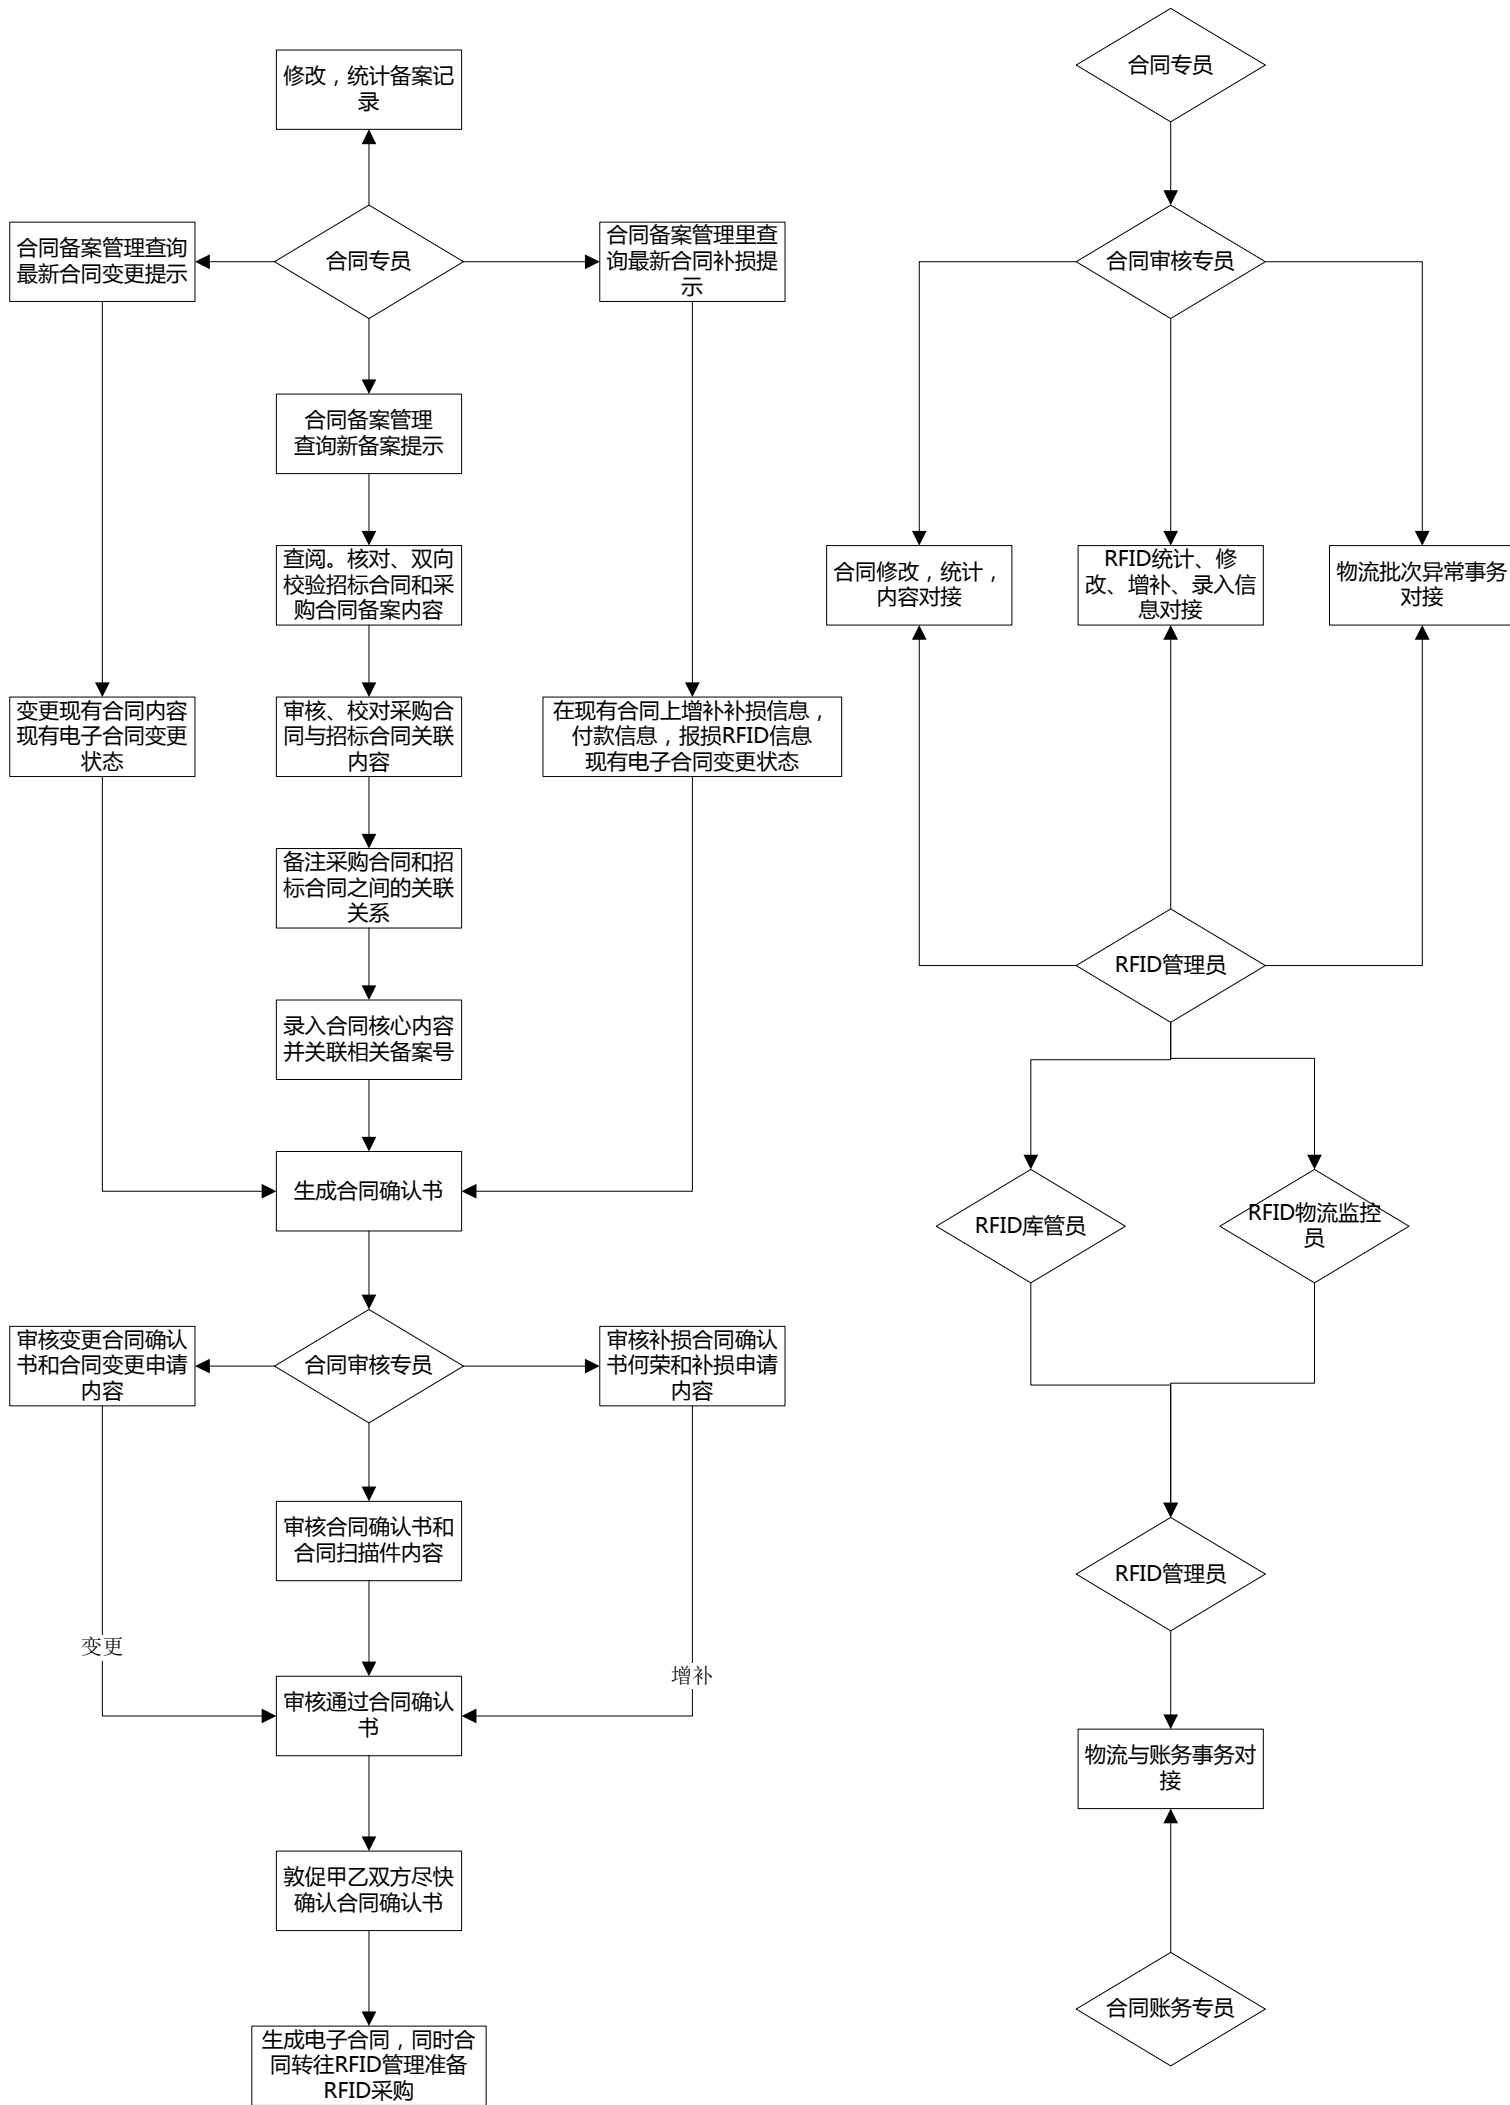 修改，统计备案记
录
合同备案管理查询
最新合同变更提示
合同专员
合同备案管理里查
询最新合同补损提
示
合同备案管理
查询新备案提示
查阅。核对、双向
校验招标合同和采
购合同备案内容
变更现有合同内容
现有电子合同变更
状态
审核、校对采购合
同与招标合同关联
内容
在现有合同上增补补损信息，
付款信息，报损RFID信息
现有电子合同变更状态
备注采购合同和招
标合同之间的关联
关系
录入合同核心内容
并关联相关备案号
生成合同确认书
审核变更合同确认
书和合同变更申请
内容
合同审核专员
审核补损合同确认
书何荣和补损申请
内容
审核合同确认书和
合同扫描件内容
变更
增补
审核通过合同确认
书
敦促甲乙双方尽快
确认合同确认书
生成电子合同，同时合
同转往RFID管理准备
RFID采购
合同专员
合同审核专员
合同修改，统计，
内容对接
RFID统计、修
改、增补、录入信
息对接
物流批次异常事务
对接
RFID管理员
RFID库管员
RFID物流监控
员
RFID管理员
物流与账务事务对
接
合同账务专员